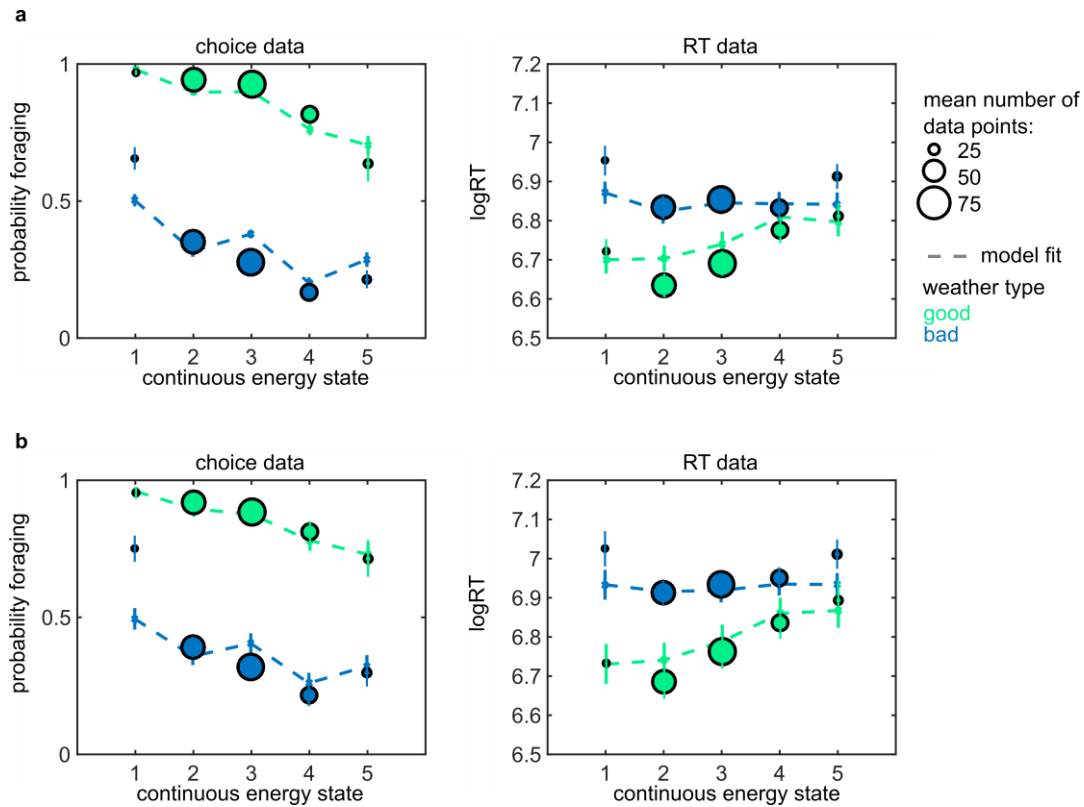 a
choice data
probability foraging
1
0.5
0
1 2 3 4 5
continuous energy state
RT data
logRT
7.2
7.1
7
6.9
6.8
6.7
6.6
6.5
1 2 3 4 5
continuous energy state
mean number of
data points:
25
50
75
model fit
weather type
good
bad
b
choice data
probability foraging
1
0.5
0
1 2 3 4 5
continuous energy state
RT data
logRT
7.2
7.1
7
6.9
6.8
6.7
6.6
6.5
1 2 3 4 5
continuous energy state